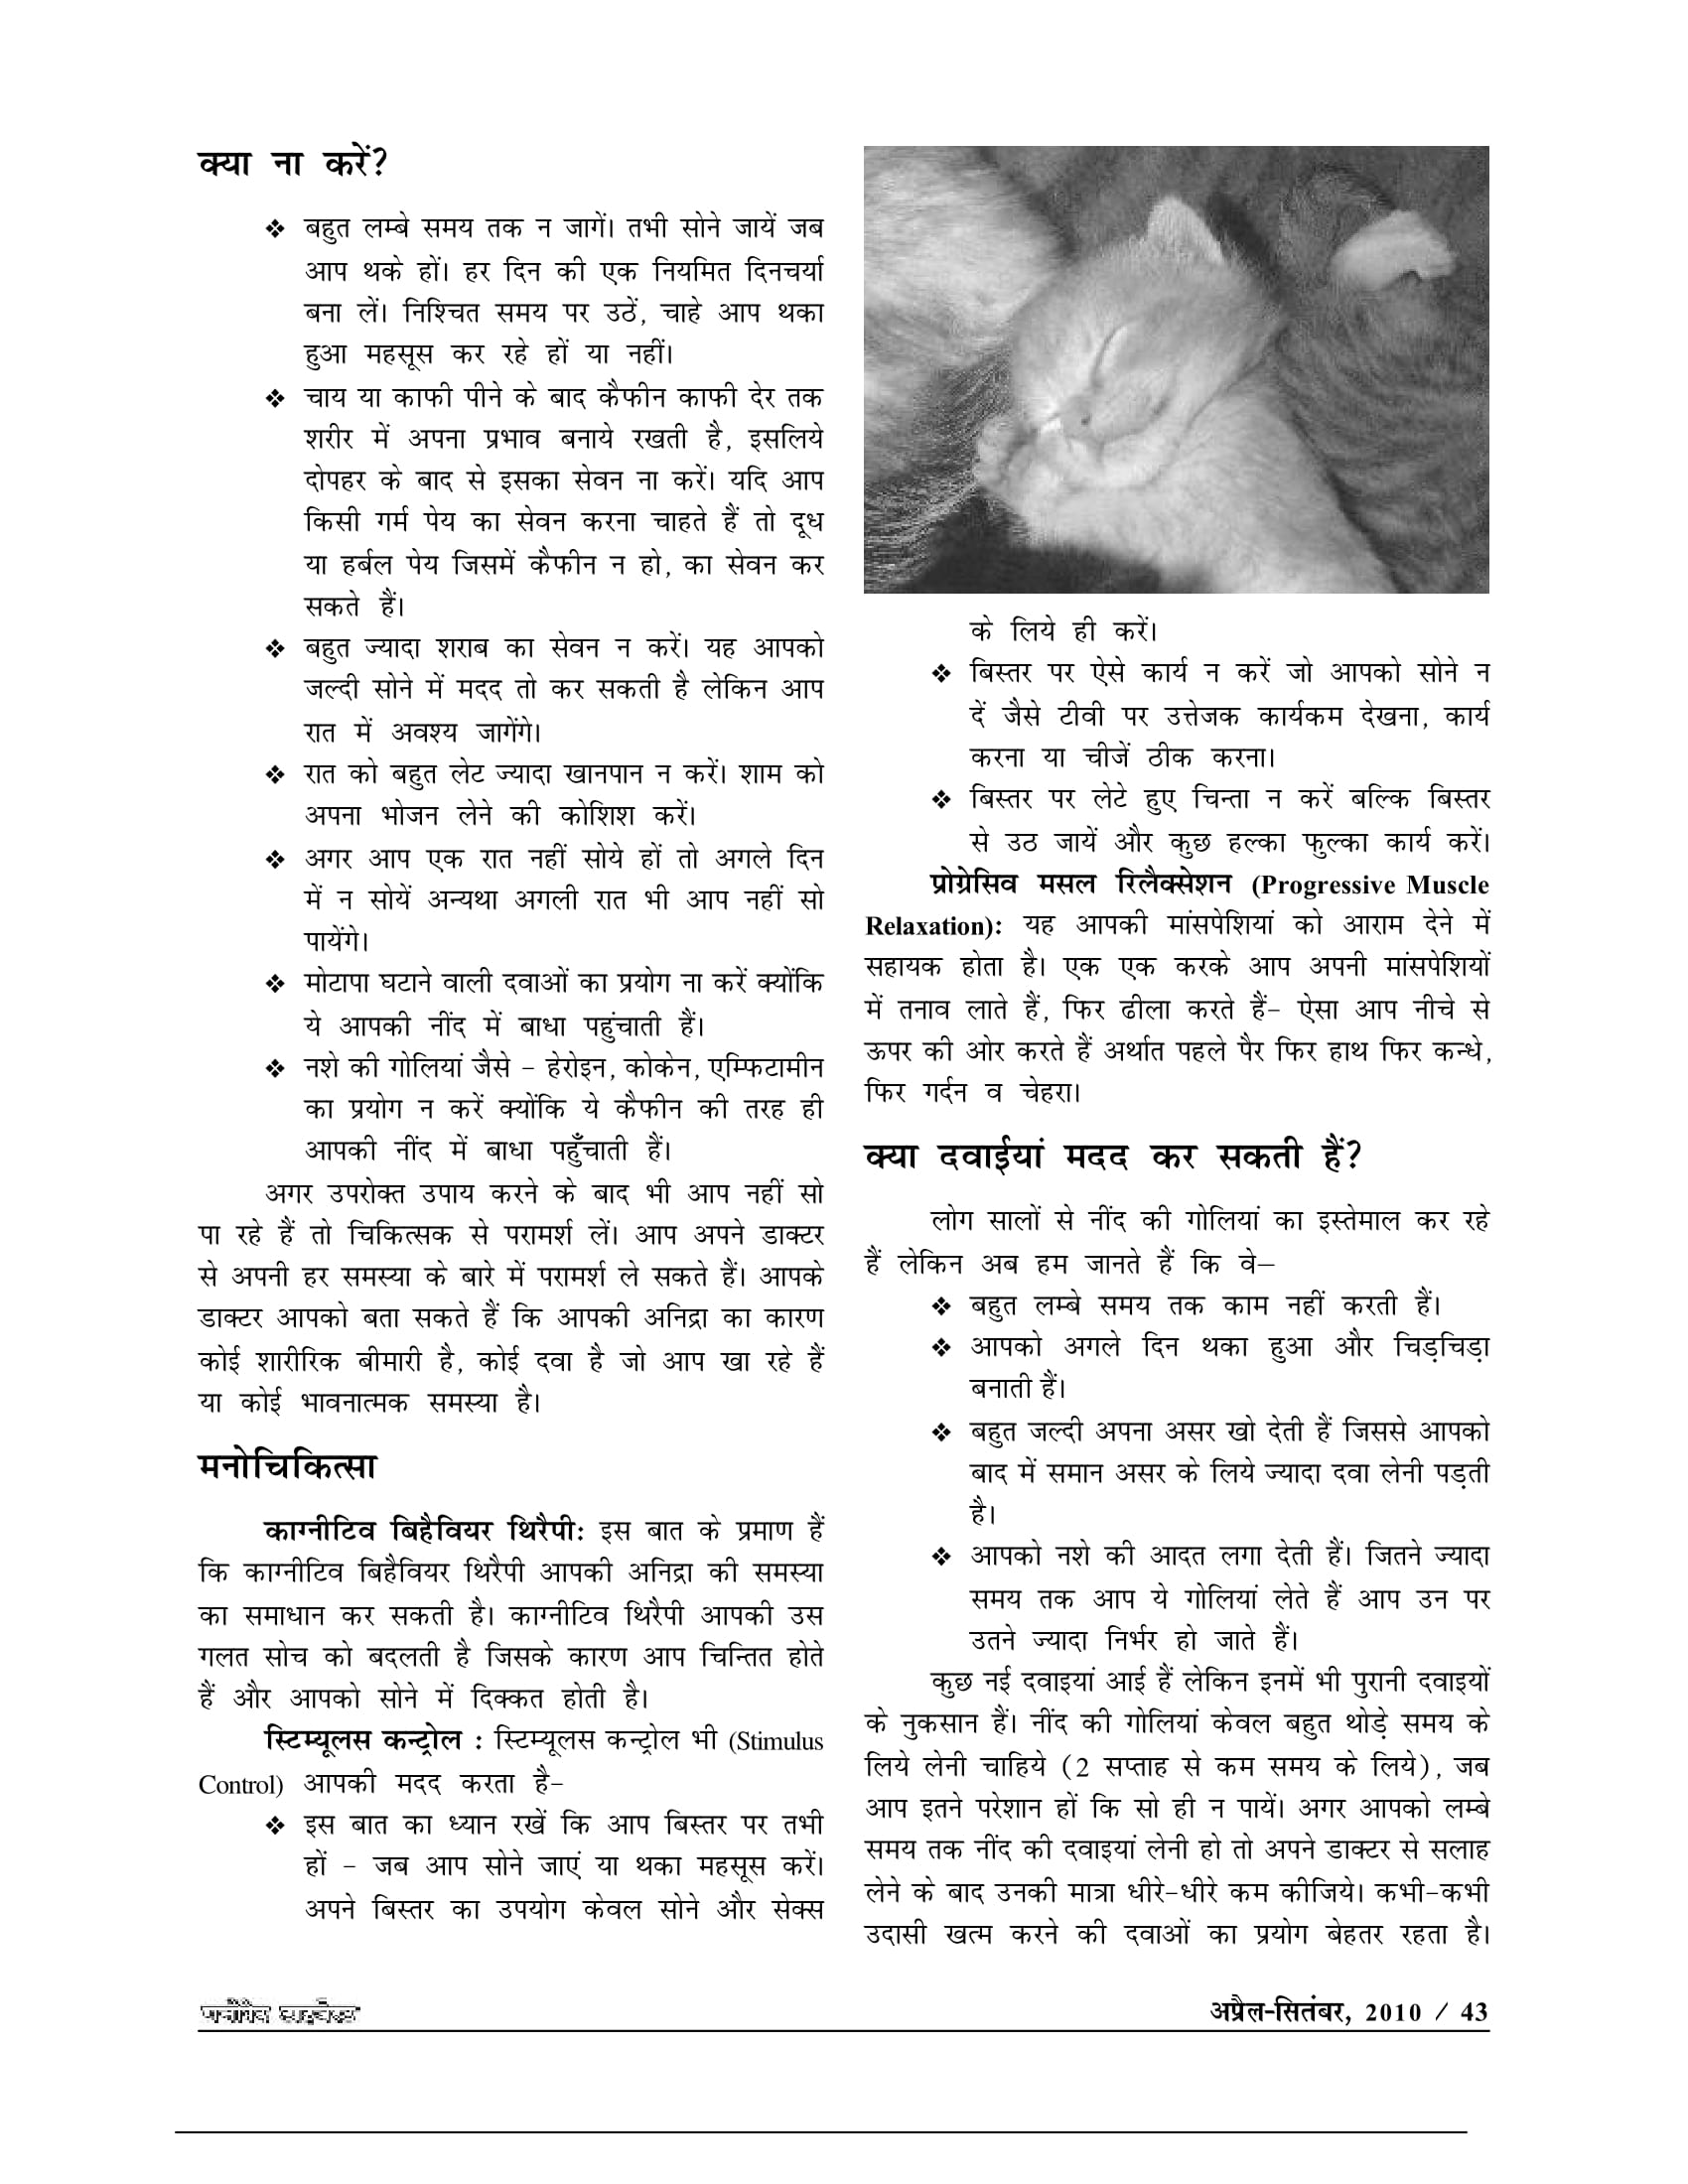 क्या ना करें?
❖ बहुत लम्बे समय तक न जागें। तभी सोने जायें जब
आप थके हों। हर दिन की एक नियमित दिनचर्या
बना लें। निश्चित समय पर उठें, चाहे आप थका
हुआ महसूस कर रहे हों या नहीं।
❖ चाय या काफी पीने के बाद कैफीन काफी देर तक
शरीर में अपना प्रभाव बनाये रखती है, इसलिये
दोपहर के बाद से इसका सेवन ना करें। यदि आप
किसी गर्म पेय का सेवन करना चाहते हैं तो दूध
या हर्बल पेय जिसमें कैफीन न हो, का सेवन कर
सकते हैं।
❖ बहुत ज्यादा शराब का सेवन न करें। यह आपको
जल्दी सोने में मदद तो कर सकती है लेकिन आप
रात में अवश्य जागेंगे।
❖ रात को बहुत लेट ज्यादा खानपान न करें। शाम को
अपना भोजन लेने की कोशिश करें।
❖ अगर आप एक रात नहीं सोये हों तो अगले दिन
में न सोयें अन्यथा अगली रात भी आप नहीं सो
पायेंगे।
❖ मोटापा घटाने वाली दवाओं का प्रयोग ना करें क्योंकि
ये आपकी नींद में बाधा पहुंचाती हैं।
❖ नशे की गोलियां जैसे - हेरोइन, कोकेन, एम्फिटामीन
का प्रयोग न करें क्योंकि ये कैफीन की तरह ही
आपकी नींद में बाधा पहुँचाती हैं।
अगर उपरोक्त उपाय करने के बाद भी आप नहीं सो
पा रहे हैं तो चिकित्सक से परामर्श लें। आप अपने डाक्टर
से अपनी हर समस्या के बारे में परामर्श ले सकते हैं। आपके
डाक्टर आपको बता सकते हैं कि आपकी अनिद्रा का कारण
कोई शारीरिक बीमारी है, कोई दवा है जो आप खा रहे हैं
या कोई भावनात्मक समस्या है।
मनोचिकित्सा
काग्नीटिव बिहैवियर थिरैपी: इस बात के प्रमाण हैं
कि काग्नीटिव बिहैवियर थिरैपी आपकी अनिद्रा की समस्या
का समाधान कर सकती है। काग्नीटिव थिरैपी आपकी उस
गलत सोच को बदलती है जिसके कारण आप चिन्तित होते
हैं और आपको सोने में दिक्कत होती है।
स्टिम्यूलस कन्ट्रोल : स्टिम्यूलस कन्ट्रोल भी (Stimulus
Control) आपकी मदद करता है-
❖ इस बात का ध्यान रखें कि आप बिस्तर पर तभी
हों - जब आप सोने जाएं या थका महसूस करें।
अपने बिस्तर का उपयोग केवल सोने और सेक्स
के लिये ही करें।
❖ बिस्तर पर ऐसे कार्य न करें जो आपको सोने न
दें जैसे टीवी पर उत्तेजक कार्यकम देखना, कार्य
करना या चीजें ठीक करना।
❖ बिस्तर पर लेटे हुए चिन्ता न करें बल्कि बिस्तर
से उठ जायें और कुछ हल्का फुल्का कार्य करें।
प्रोग्रेसिव मसल रिलैक्सेशन (Progressive Muscle
Relaxation): यह आपकी मांसपेशियां को आराम देने में
सहायक होता है। एक एक करके आप अपनी मांसपेशियों
में तनाव लाते हैं, फिर ढीला करते हैं- ऐसा आप नीचे से
ऊपर की ओर करते हैं अर्थात पहले पैर फिर हाथ फिर कन्धे,
फिर गर्दन व चेहरा।
क्या दवाईयां मदद कर सकती हैं?
लोग सालों से नींद की गोलियां का इस्तेमाल कर रहे
हैं लेकिन अब हम जानते हैं कि वे–
❖ बहुत लम्बे समय तक काम नहीं करती हैं।
❖ आपको अगले दिन थका हुआ और चिड़चिड़ा
बनाती हैं।
❖ बहुत जल्दी अपना असर खो देती हैं जिससे आपको
बाद में समान असर के लिये ज्यादा दवा लेनी पड़ती
है।
❖ आपको नशे की आदत लगा देती हैं। जितने ज्यादा
समय तक आप ये गोलियां लेते हैं आप उन पर
उतने ज्यादा निर्भर हो जाते हैं।
कुछ नई दवाइयां आई हैं लेकिन इनमें भी पुरानी दवाइयों
के नुकसान हैं। नींद की गोलियां केवल बहुत थोड़े समय के
लिये लेनी चाहिये (2 सप्ताह से कम समय के लिये), जब
आप इतने परेशान हों कि सो ही न पायें। अगर आपको लम्बे
समय तक नींद की दवाइयां लेनी हो तो अपने डाक्टर से सलाह
लेने के बाद उनकी मात्रा धीरे-धीरे कम कीजिये। कभी-कभी
उदासी खत्म करने की दवाओं का प्रयोग बेहतर रहता है।
अप्रैल-सितंबर, 2010 / 43